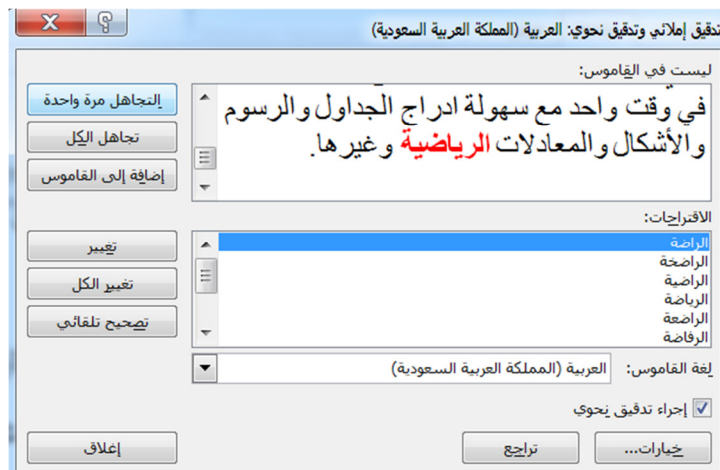 تدقيق إملائي وتدقيق نحوي: العربية (المملكة العربية السعودية)
ليست في القاموس:
في وقت واحد مع سهولة ادراج الجداول والرسوم
والأشكال والمعادلات الرياضية وغيرها.
التجاهل مرة واحدة
تجاهل الكل
إضافة إلى القاموس
الاقتراحات:
الراضة
الراضخة
الراضية
الرياضة
الراضعة
الرفاضة
تغيير
تغيير الكل
تصحيح تلقائي
لغة القاموس: العربية (المملكة العربية السعودية)
إجراء تدقيق نحوي
خيارات...
تراجع
إغلاق